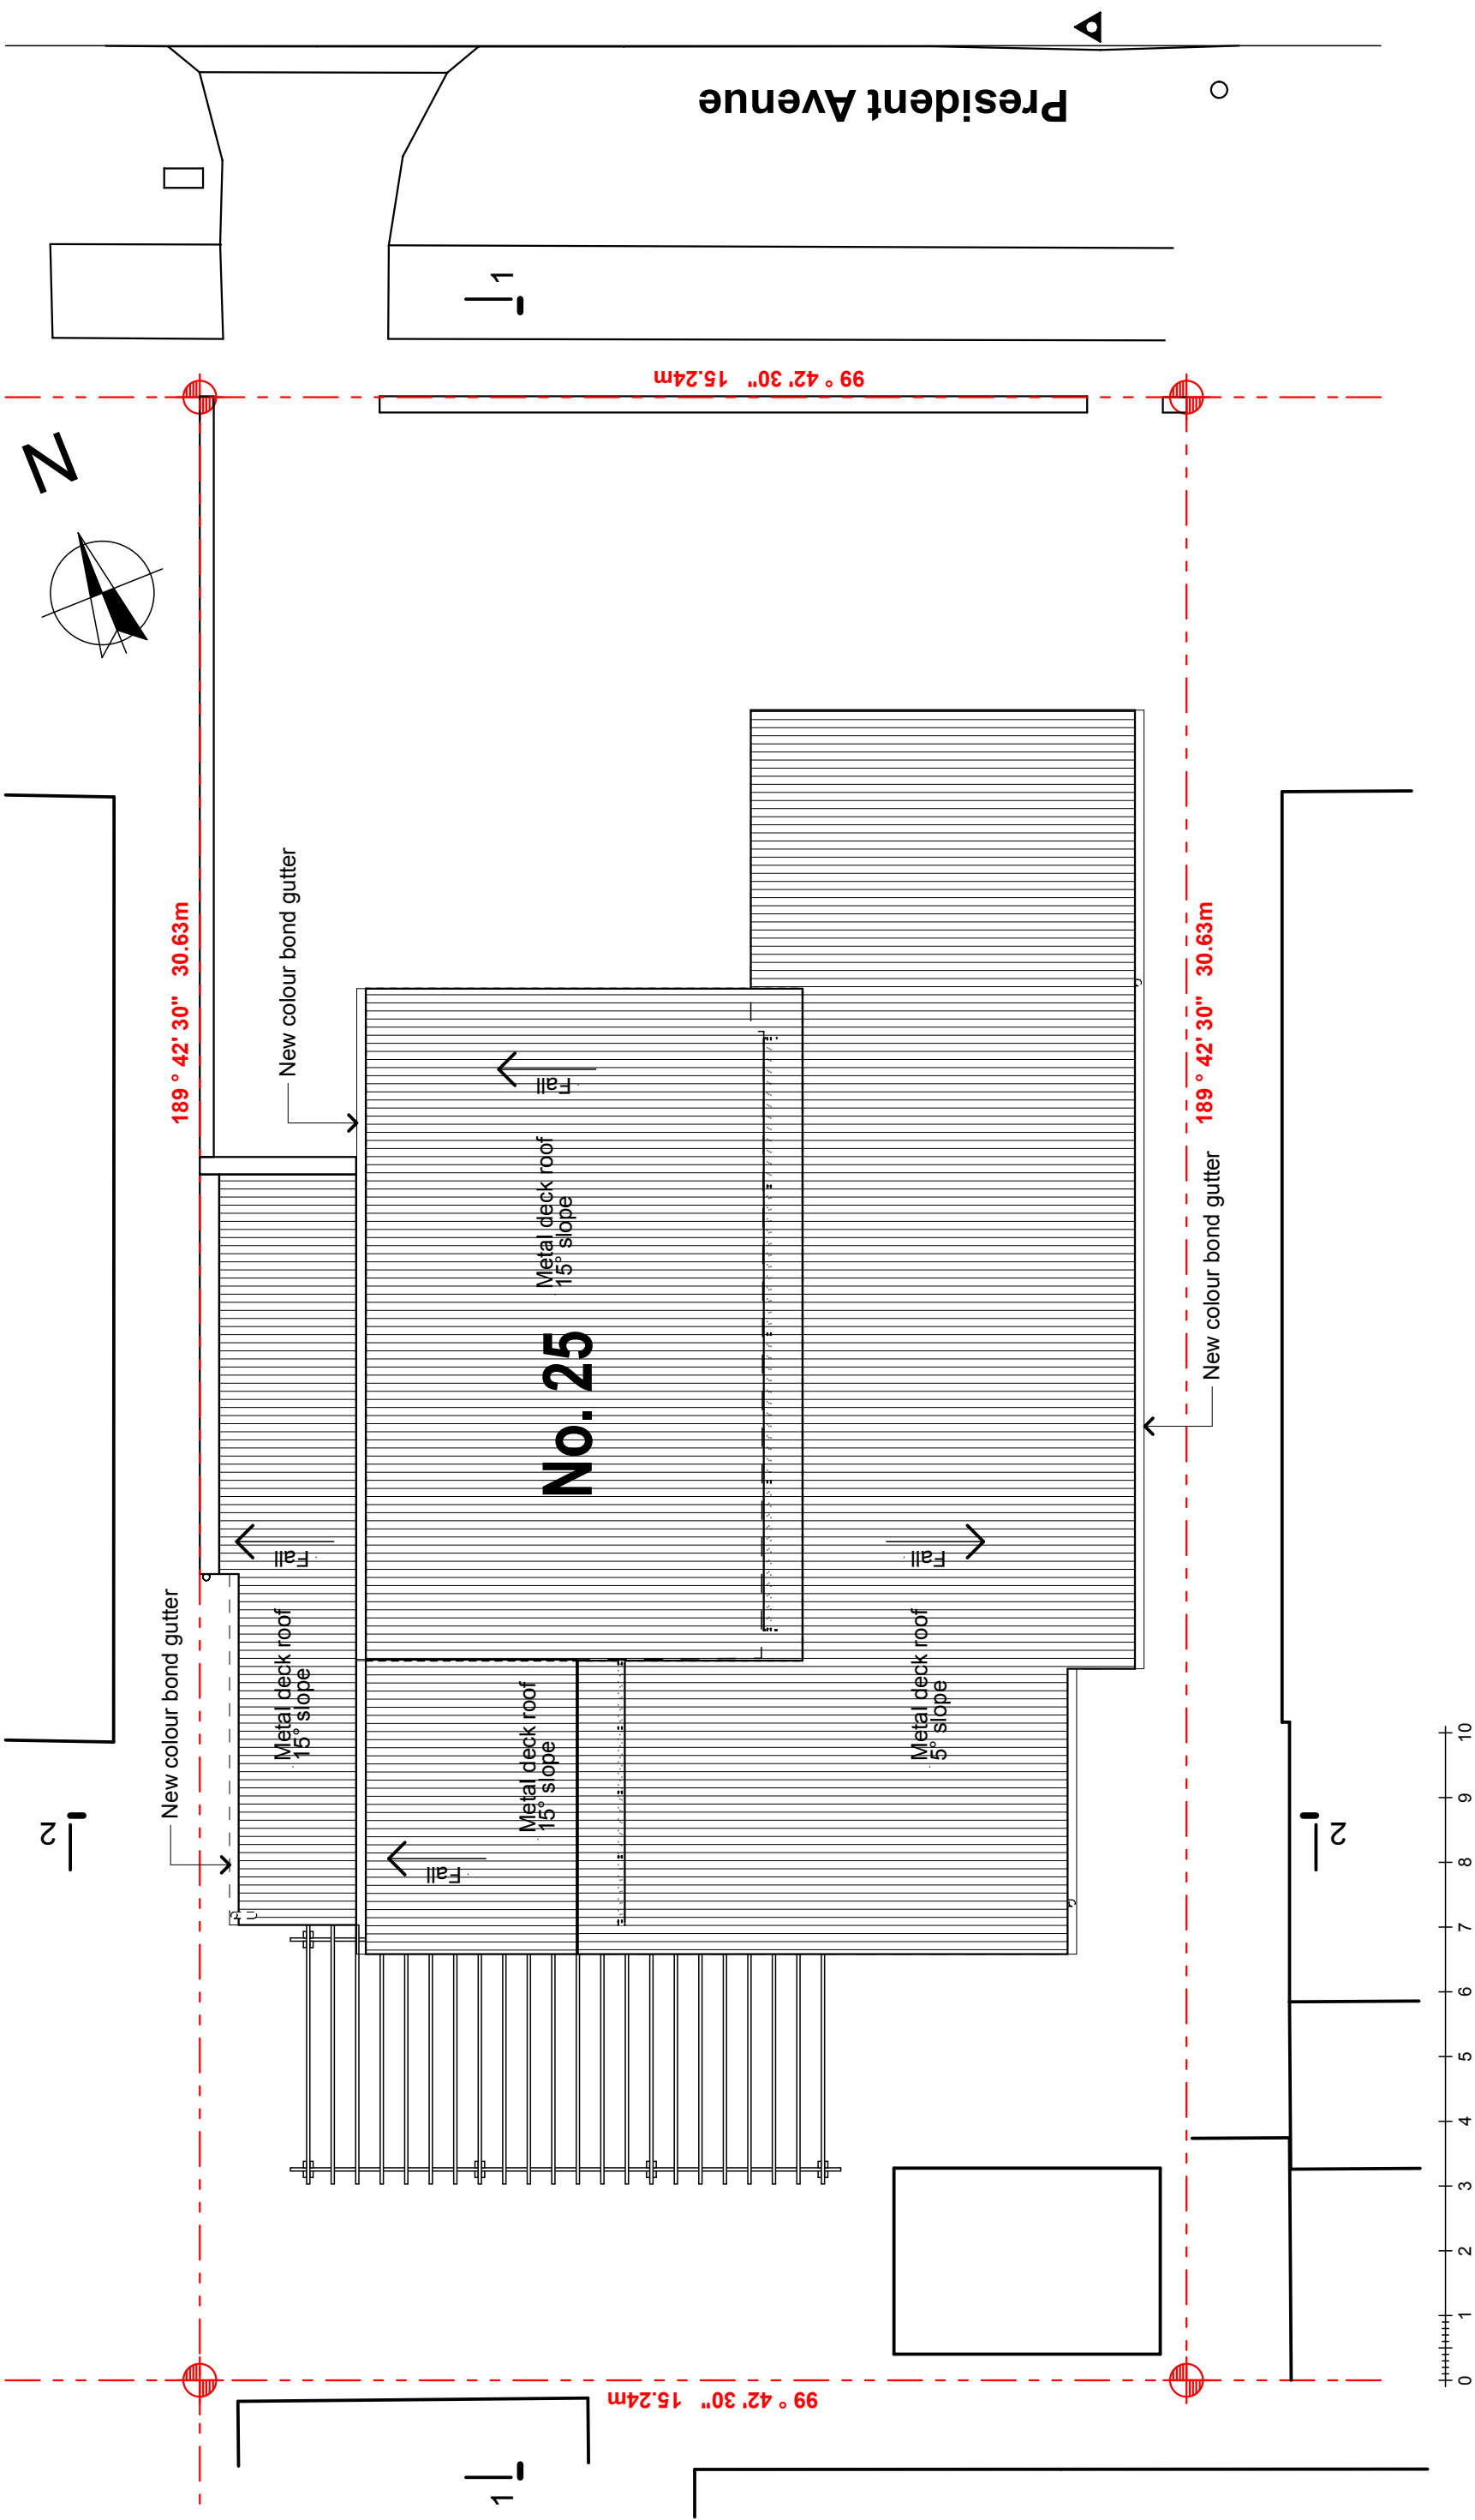 President Avenue
1
99 ° 42' 30" 15.24m
N
189 ° 42' 30" 30.63m
New colour bond gutter
189 ° 42' 30" 30.63m
Fall
Metal deck roof
15° slope
No. 25
New colour bond gutter
Fall
Fall
New colour bond gutter
Metal deck roof
15° slope
Metal deck roof
15° slope
Metal deck roof
5° slope
Fall
2
2
99 ° 42' 30" 15.24m
1
0 1 2 3 4 5 6 7 8 9 10